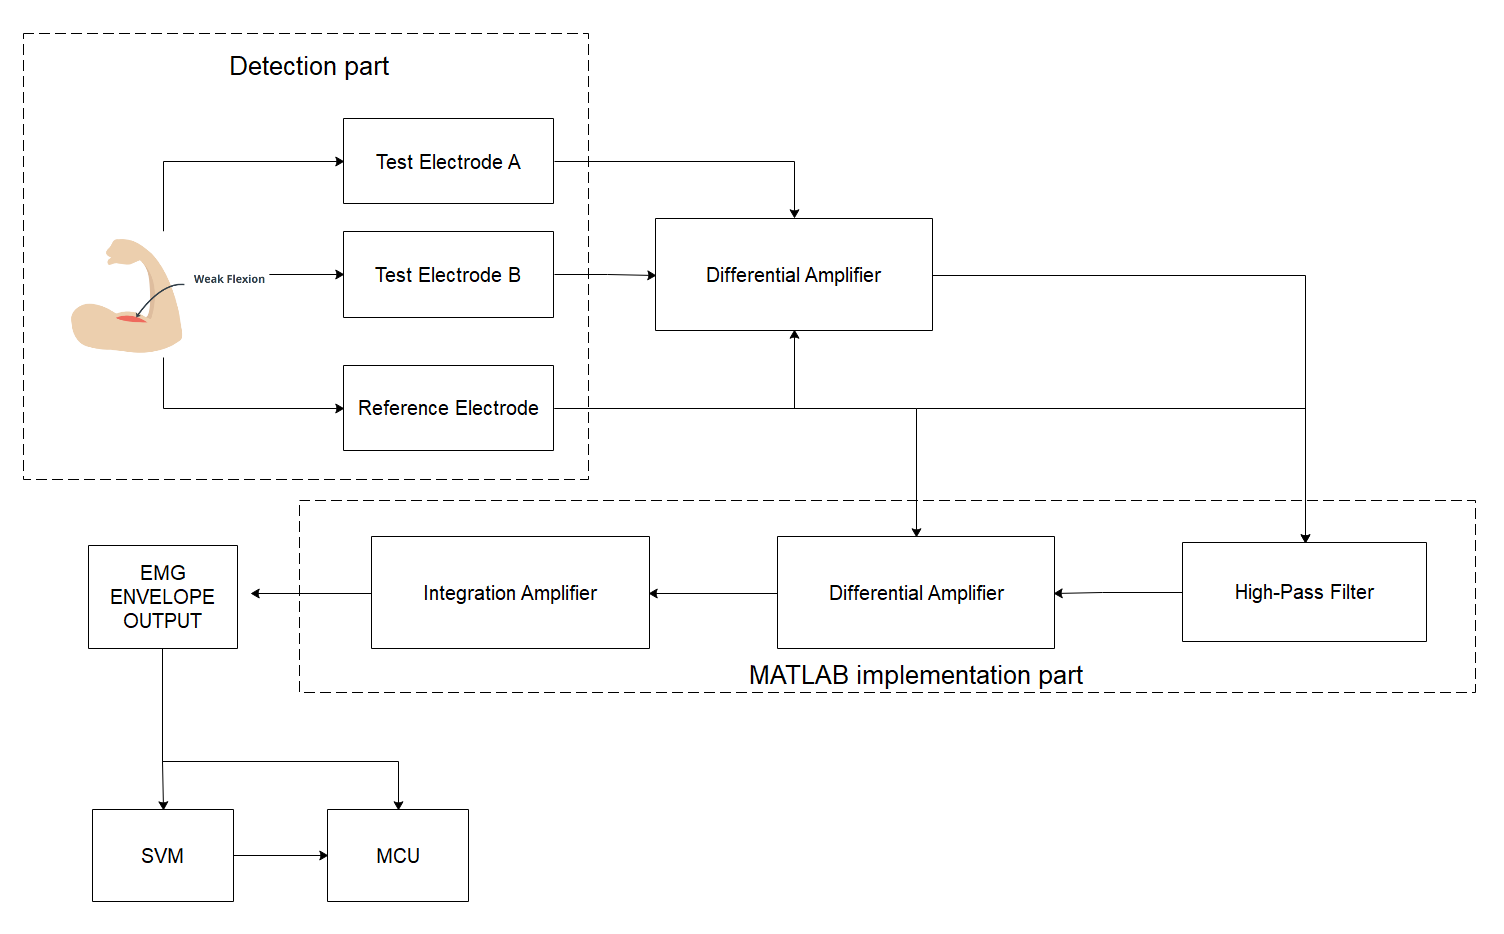 Detection part
Test Electrode A
Weak Flexion
Test Electrode B
Differential Amplifier
Reference Electrode
EMG
ENVELOPE
OUTPUT
Integration Amplifier
Differential Amplifier
High-Pass Filter
MATLAB implementation part
SVM
MCU